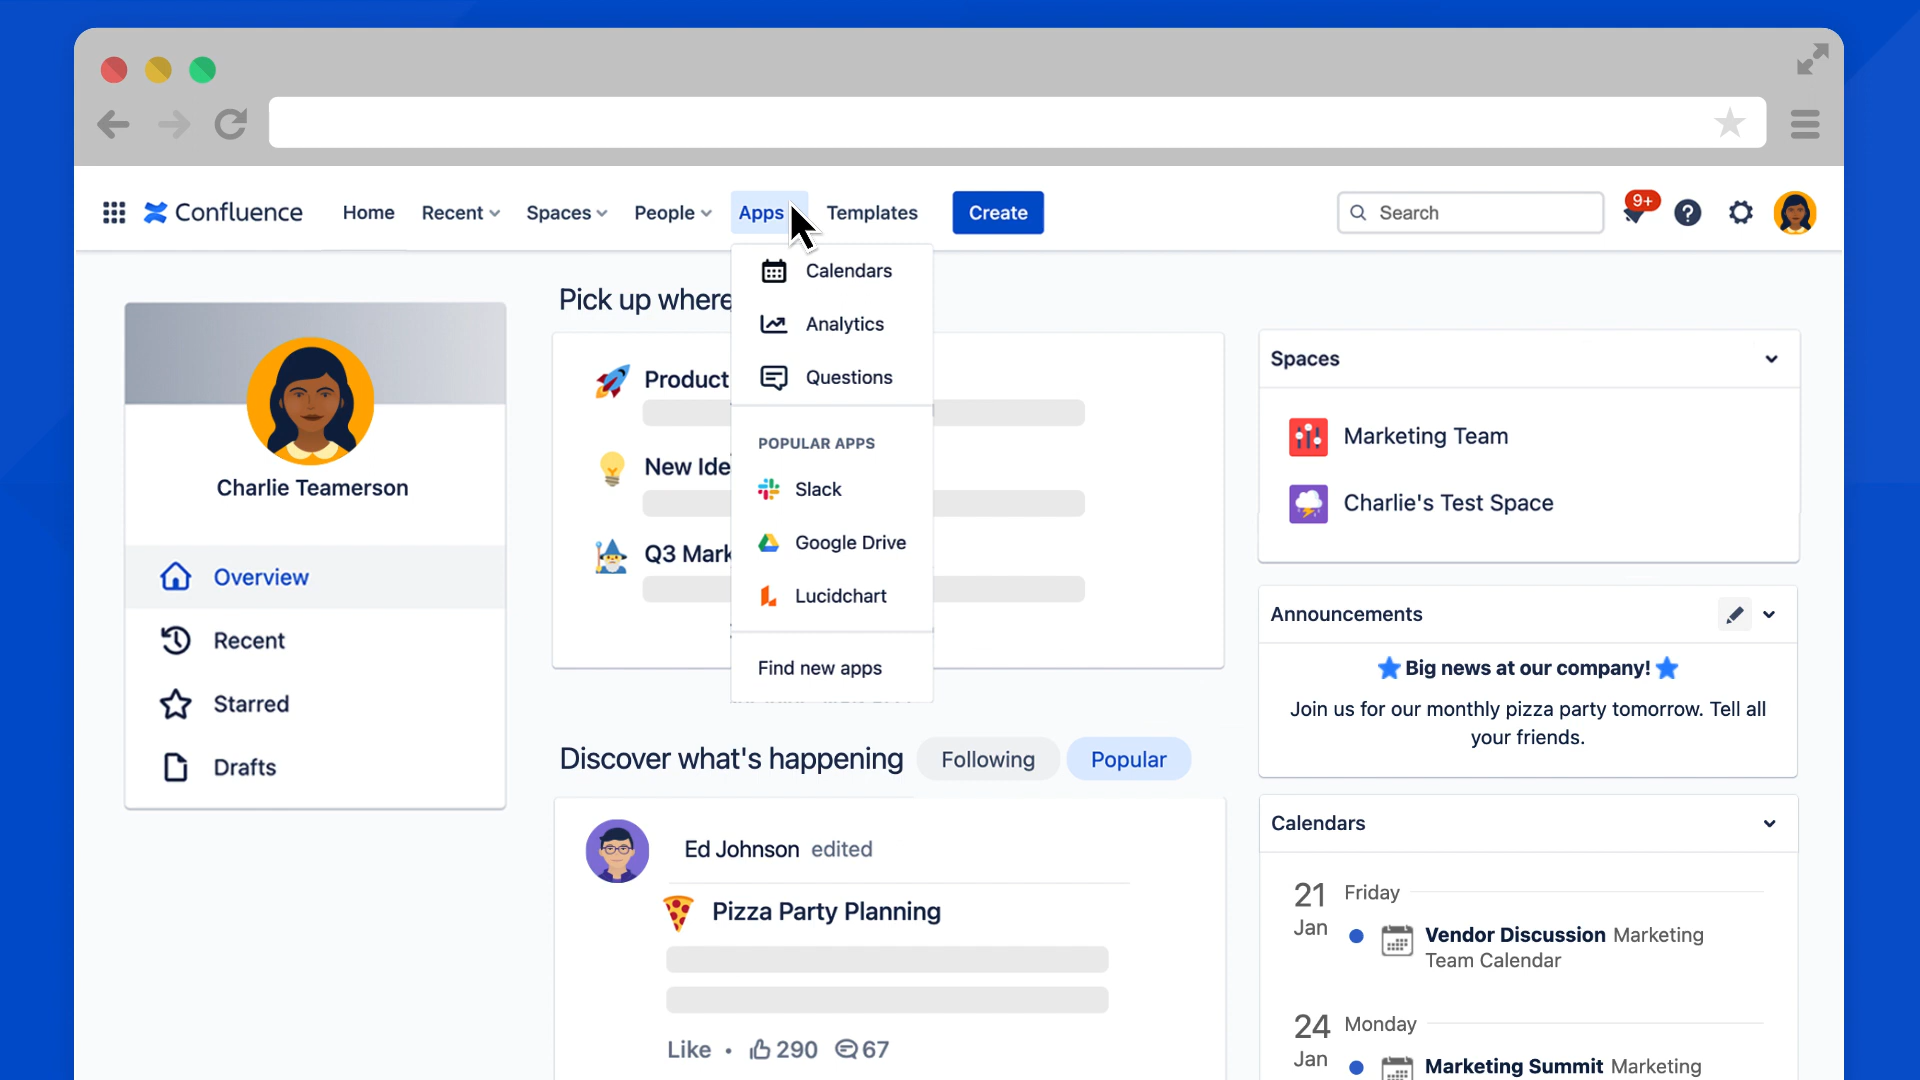 Confluence
Home
Recent
Spaces
People
Apps
Templates
Create
Search
9+
Calendars
Analytics
Questions
POPULAR APPS
Slack
Google Drive
Lucidchart
Find new apps
Charlie Teamerson
Overview
Recent
Starred
Drafts
Pick up where
Product
New Ide
Q3 Mark
Discover what's happening
Following
Popular
Ed Johnson edited
Pizza Party Planning
Like • 290 67
Spaces
Marketing Team
Charlie's Test Space
Announcements
Big news at our company!
Join us for our monthly pizza party tomorrow. Tell all
your friends.
Calendars
21 Friday
Jan
Vendor Discussion Marketing
Team Calendar
24 Monday
Jan
Marketing Summit Marketing